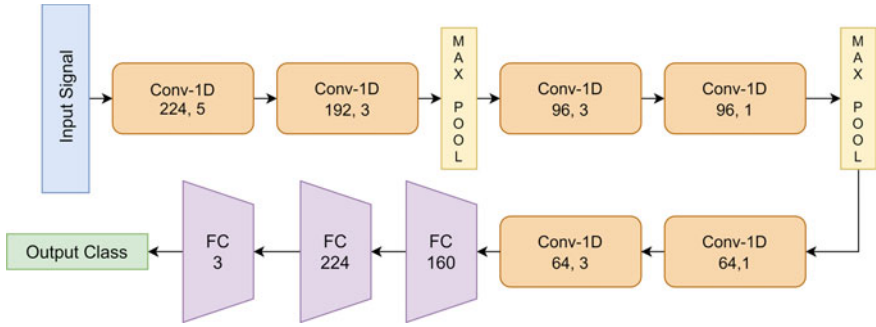 Input Signal
Conv-1D
224, 5
Conv-1D
192, 3
M
A
X
P
O
O
L
Conv-1D
96, 3
Conv-1D
96, 1
M
A
X
P
O
O
L
Conv-1D
64,1
Conv-1D
64, 3
FC
160
FC
224
FC
3
Output Class